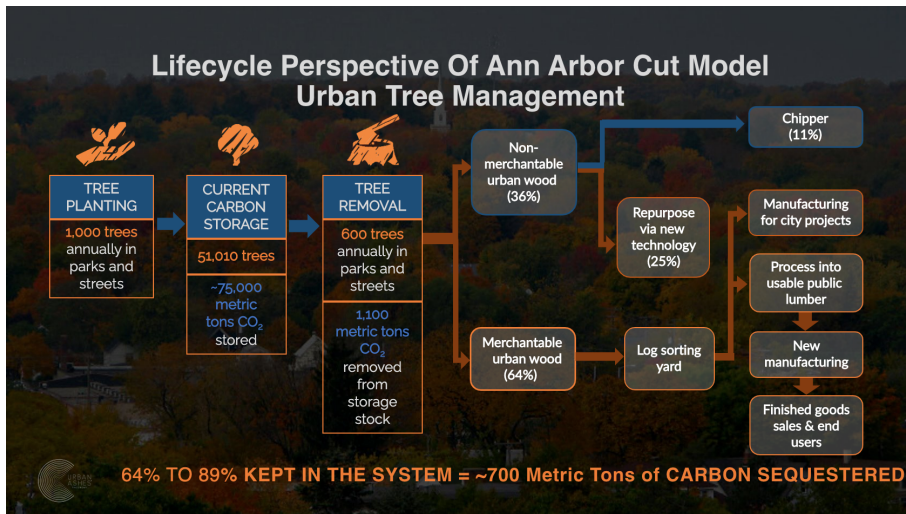 Lifecycle Perspective Of Ann Arbor Cut Model
Urban Tree Management
TREE
PLANTING
1,000 trees
annually in
parks and
streets
CURRENT
CARBON
STORAGE
51,010 trees
~75,000
metric
tons CO₂
stored
TREE
REMOVAL
600 trees
annually in
parks and
streets
1,100
metric tons
CO₂
removed
from
storage
stock
Non-
merchantable
urban wood
(36%)
Merchantable
urban wood
(64%)
Chipper
(11%)
Repurpose
via new
technology
(25%)
Log sorting
yard
Manufacturing
for city projects
Process into
usable public
lumber
New
manufacturing
Finished goods
sales & end
users
URBAN
ASHES
64% TO 89% KEPT IN THE SYSTEM = ~700 Metric Tons of CARBON SEQUESTERED